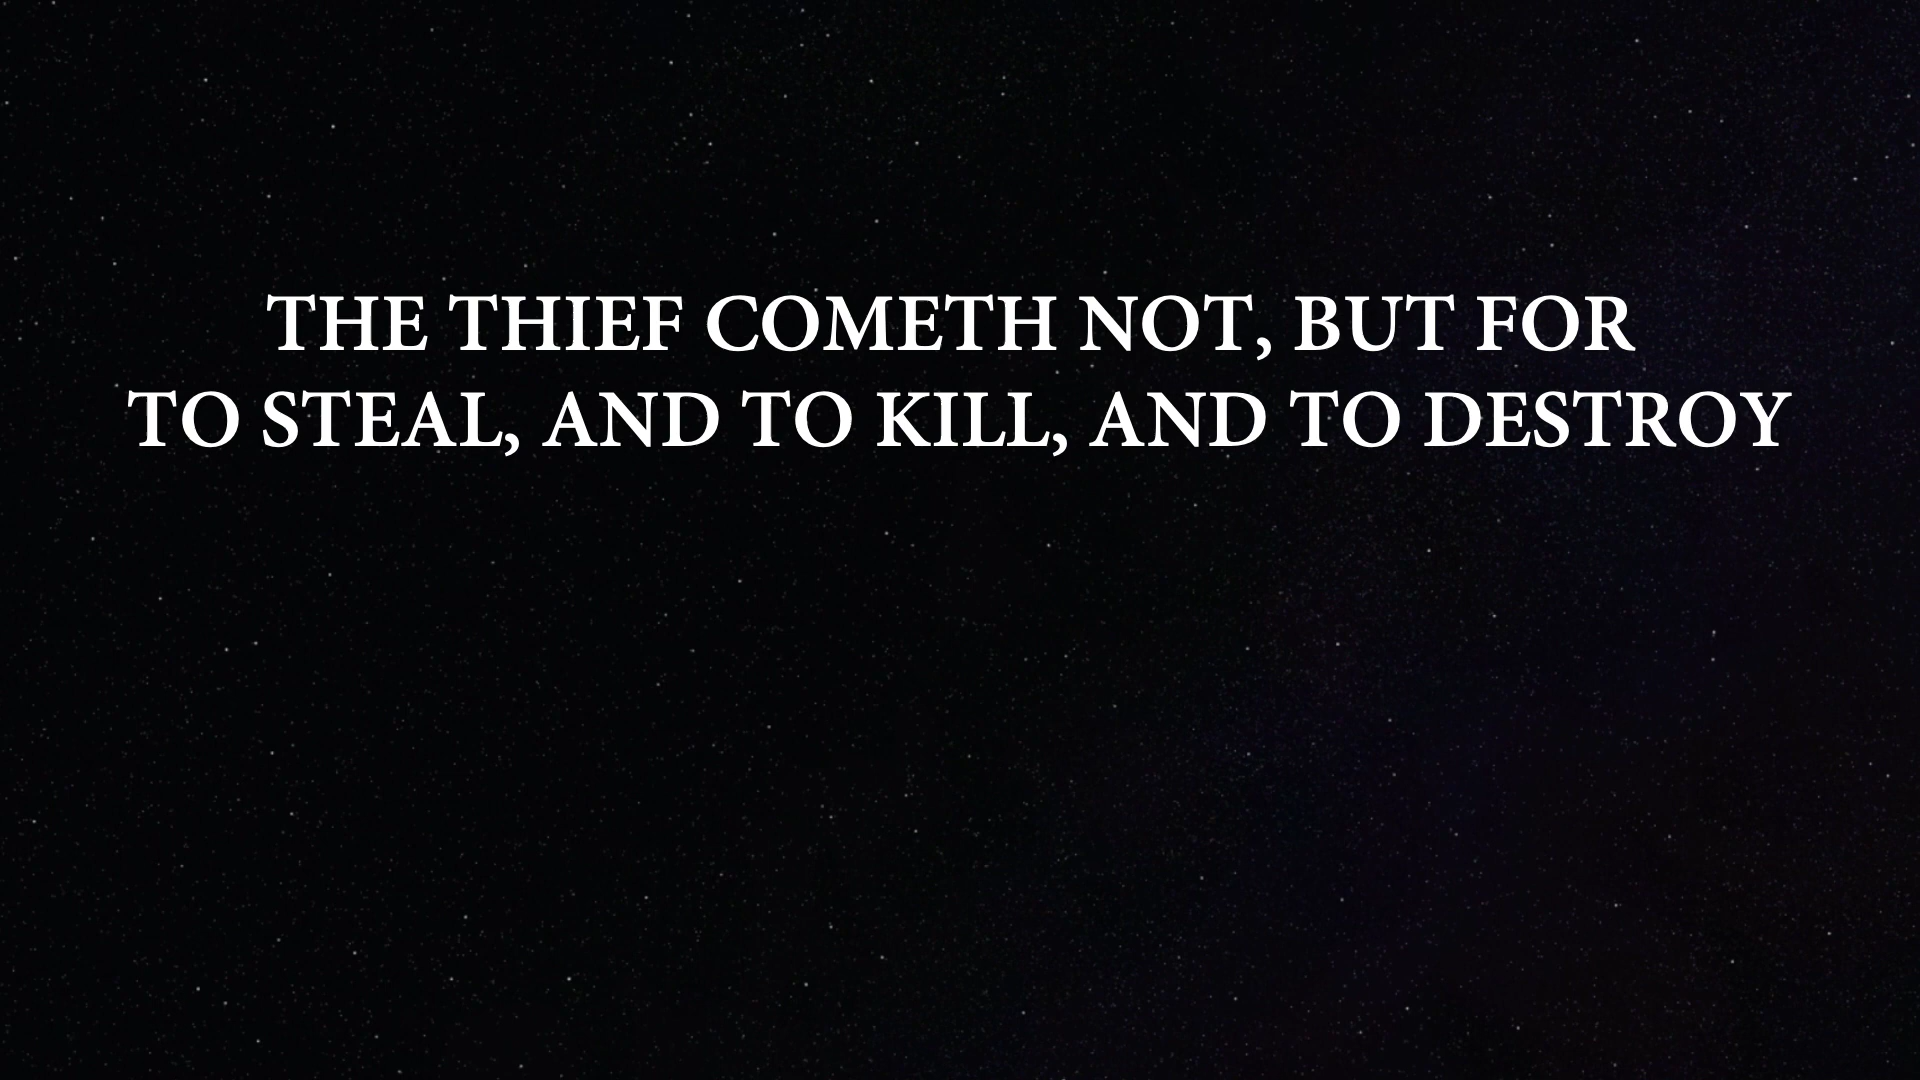 THE THIEF COMETH NOT, BUT FOR
TO STEAL, AND TO KILL, AND TO DESTROY